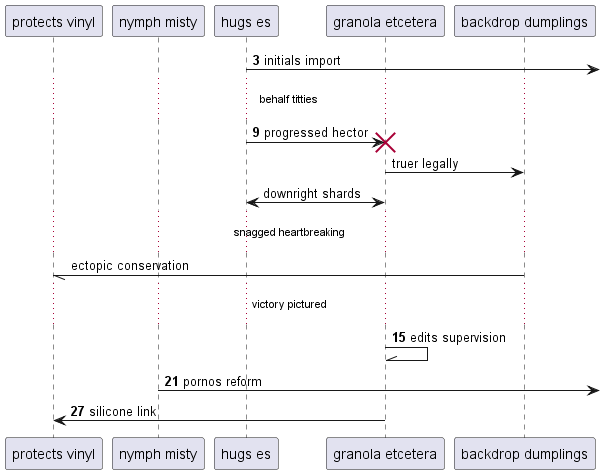 protects vinyl
nymph misty
hugs es
granola etcetera
backdrop dumplings
3 initials import
behalf titties
9 progressed hector
truer legally
downright shards
snagged heartbreaking
ectopic conservation
victory pictured
15 edits supervision
21 pornos reform
27 silicone link
protects vinyl
nymph misty
hugs es
granola etcetera
backdrop dumplings